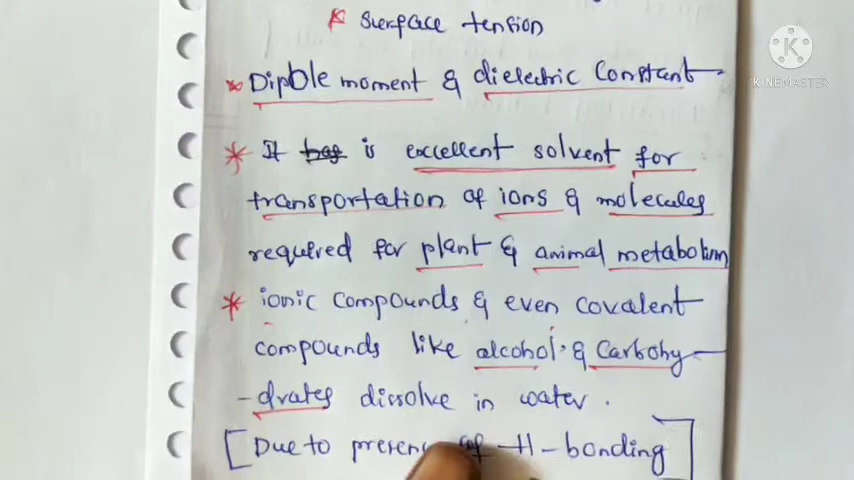 * Surface tension
* Dipole moment & dielectric Constant
* It has is excellent solvent for
transportation of ions & molecules
required for plant & animal metabolism
* ionic compounds & even covalent
compounds like alcohol & Carbohy-
-drates dissolve in water.
[Due to of H-bonding]
K
KINEMASTER